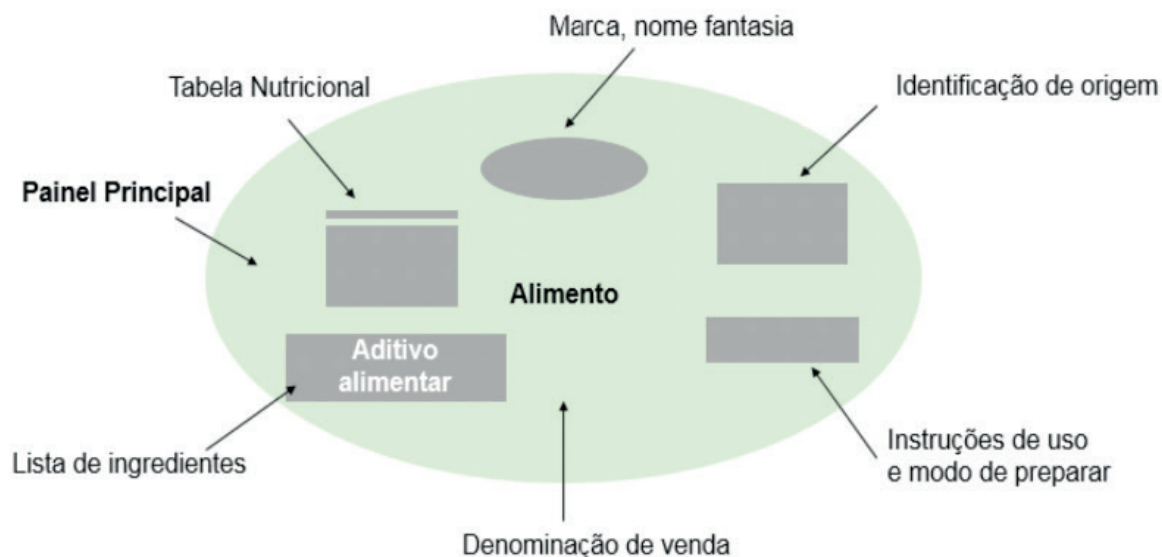 Marca, nome fantasia
Tabela Nutricional
Identificação de origem
Painel Principal
Alimento
Aditivo
alimentar
Lista de ingredientes
Instruções de uso
e modo de preparar
Denominação de venda